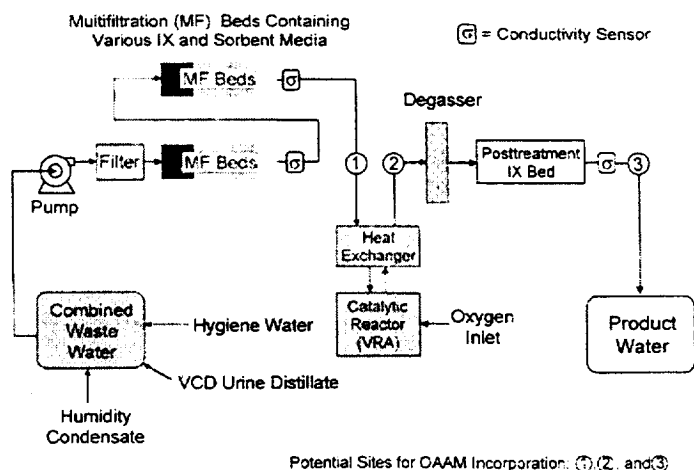 Multifiltration (MF) Beds Containing
Various IX and Sorbent Media
σ = Conductivity Sensor
MF Beds
σ
Degasser
Filter
MF Beds
σ
1
2
Posttreatment
IX Bed
σ
3
Pump
Heat
Exchanger
Combined
Waste
Water
Hygiene Water
Catalytic
Reactor
(VRA)
Oxygen
Inlet
Product
Water
VCD Urine Distillate
Humidity
Condensate
Potential Sites for OAAM Incorporation: 1, 2, and 3